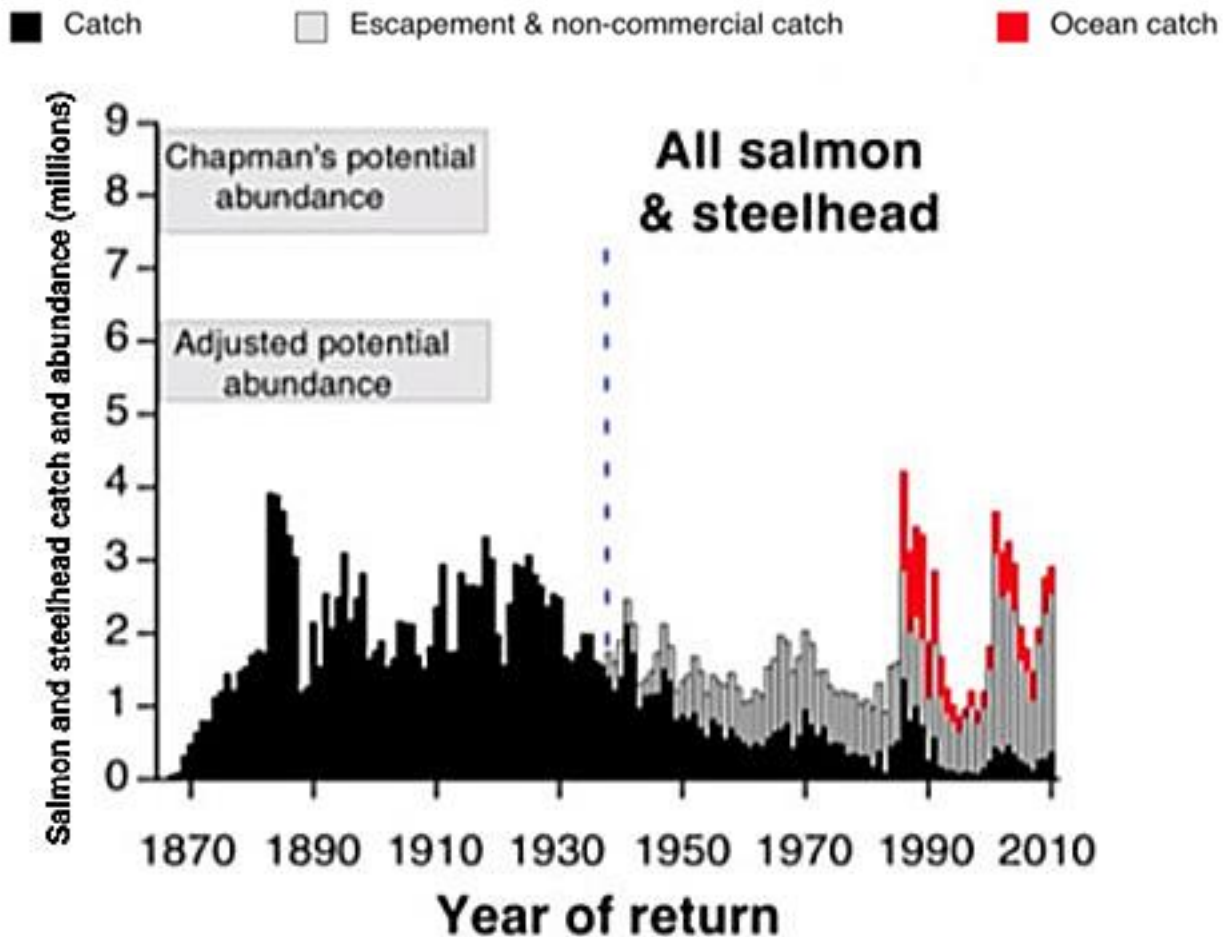 Catch Escapement & non-commercial catch Ocean catch
Salmon and steelhead catch and abundance (millions)
9
8
7
6
5
4
3
2
1
0
Chapman's potential
abundance
Adjusted potential
abundance
All salmon
& steelhead
1870 1890 1910 1930 1950 1970 1990 2010
Year of return